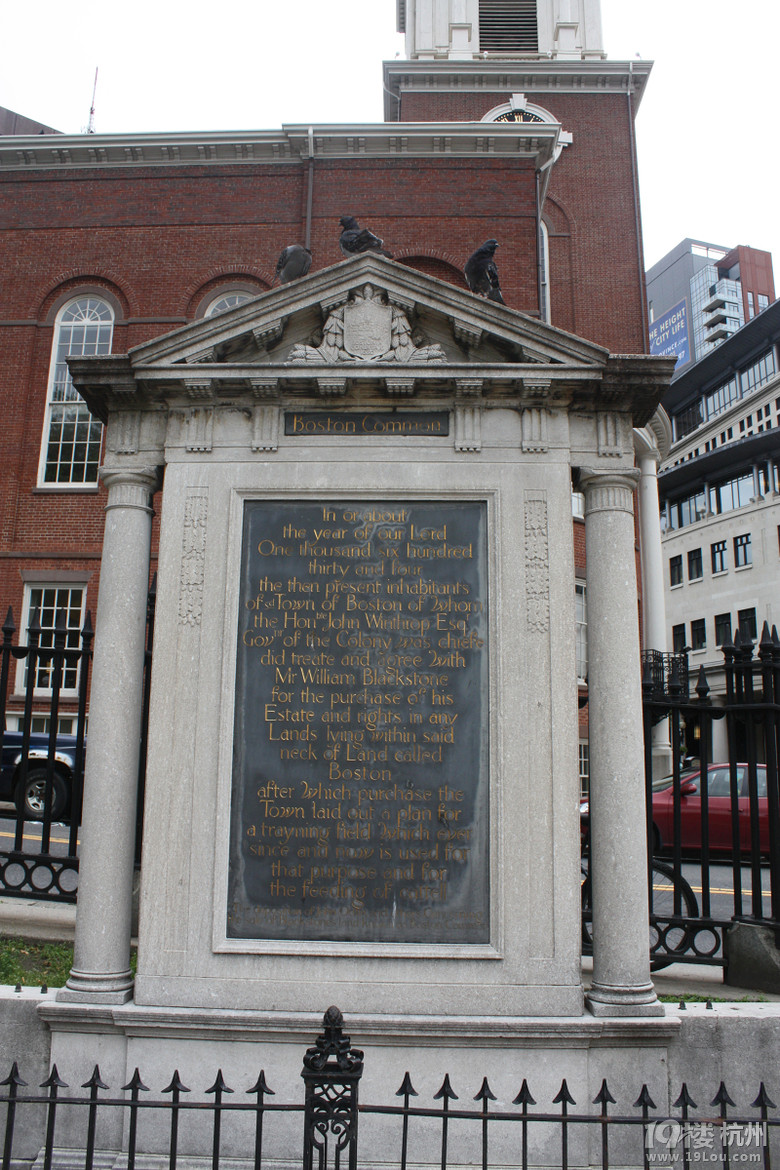 Boston Common
In or about
the year of our Lord
One thousand six hundred
thirty and four
the then present inhabitants
of sd Town of Boston of Whom
the Honble John Winthrop Esqr
Govnr of the Colony was chiefe
did treate and agree With
Mr William Blackstone
for the purchase of his
Estate and rights in any
Lands lying within said
neck of Land called
Boston
after Which purchase the
Town laid out a plan for
a trayning field Which ever
since and now is used for
that purpose and for
the feeding of cattell
THE HEIGHT
CITY LIFE
19楼 杭州
www.19lou.com